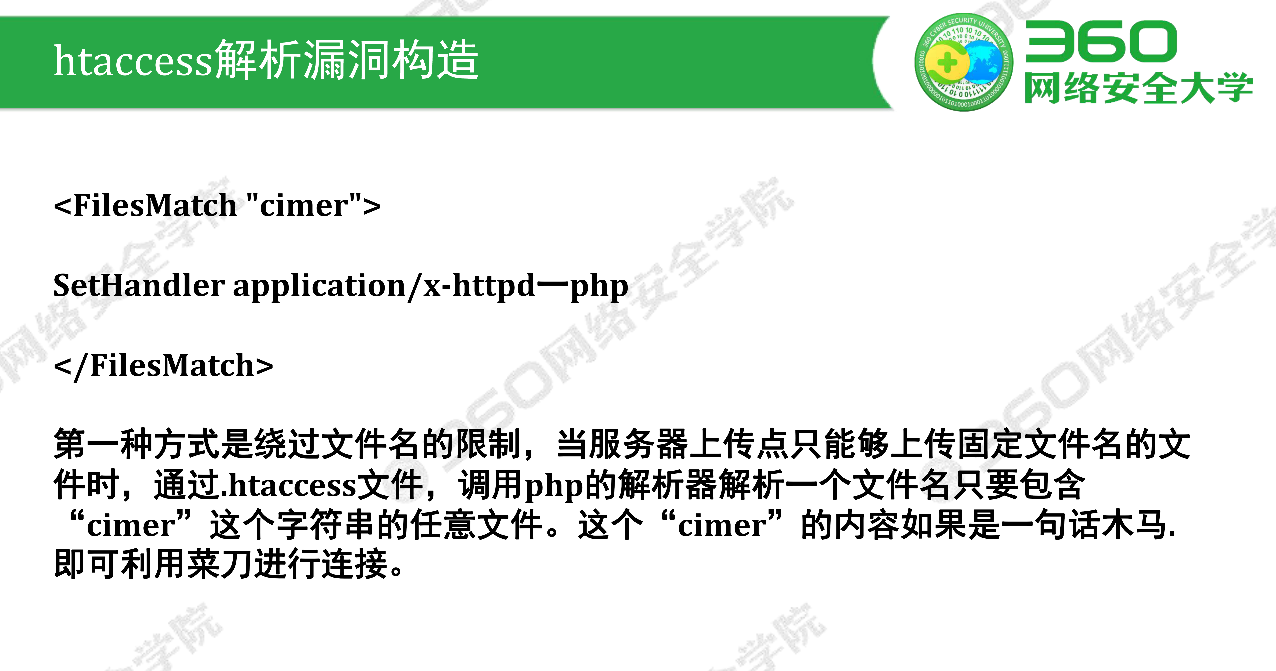 htaccess解析漏洞构造
360
网络安全大学
360 CYBER SECURITY UNIVERSITY
<FilesMatch "cimer">
SetHandler application/x-httpd一php
</FilesMatch>
第一种方式是绕过文件名的限制，当服务器上传点只能够上传固定文件名的文
件时，通过.htaccess文件，调用php的解析器解析一个文件名只要包含
“cimer”这个字符串的任意文件。这个“cimer”的内容如果是一句话木马.
即可利用菜刀进行连接。
360网络安全学院